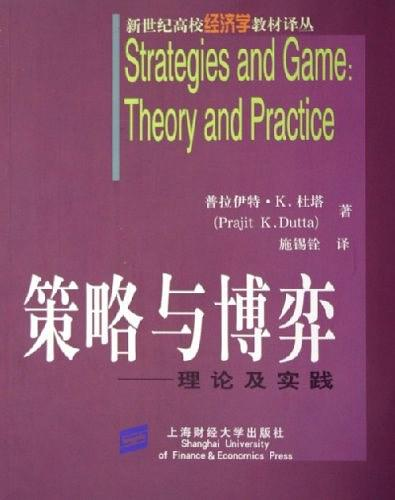 新世纪高校经济学教材译丛
Strategies and Game:
Theory and Practice
普拉伊特·K.杜塔
(Prajit K.Dutta)
著
施锡铨 译
策略与博弈
——理论及实践
上海财经大学出版社
Shanghai University
of Finance & Economics Press